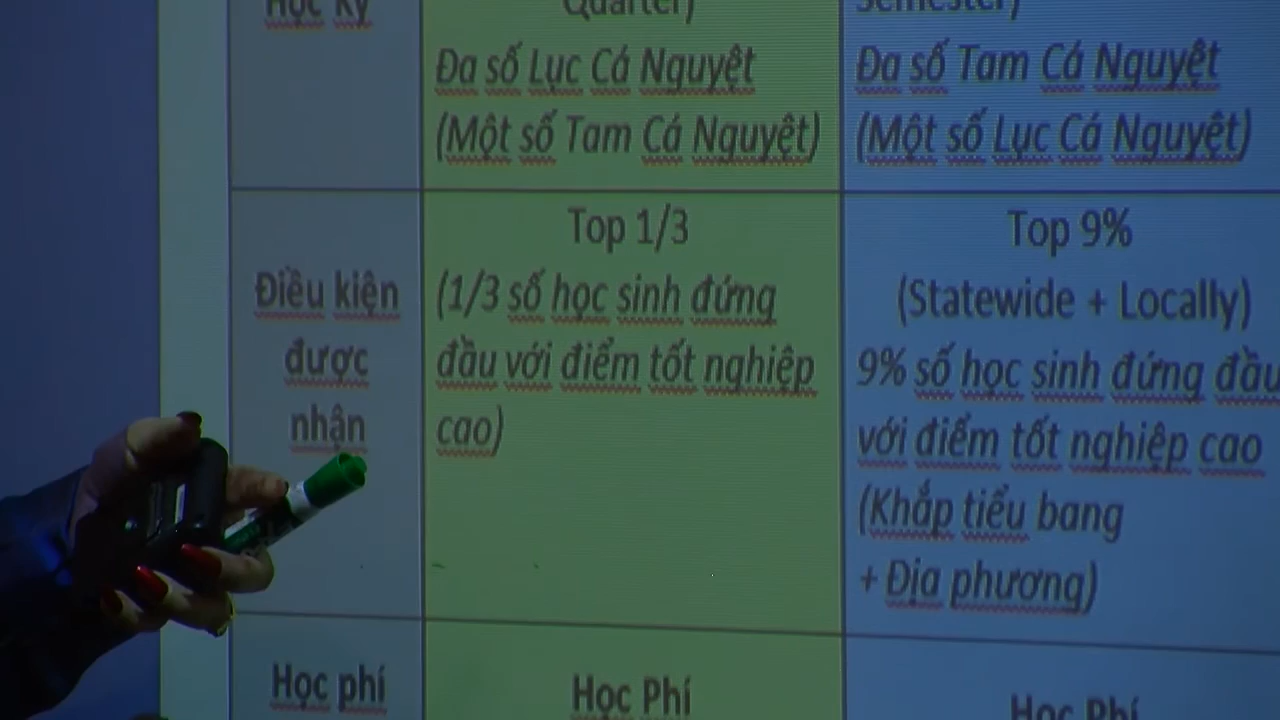 Học Kỳ
Quarter)
Đa số Lục Cá Nguyệt
(Một số Tam Cá Nguyệt)
Semester)
Đa số Tam Cá Nguyệt
(Một số Lục Cá Nguyệt)
Điều kiện
được
nhận
Top 1/3
(1/3 số học sinh đứng
đầu với điểm tốt nghiệp
cao)
Top 9%
(Statewide + Locally)
9% số học sinh đứng đầu
với điểm tốt nghiệp cao
(Khắp tiểu bang
+ Địa phương)
Học phí
Học Phí
Học Phí